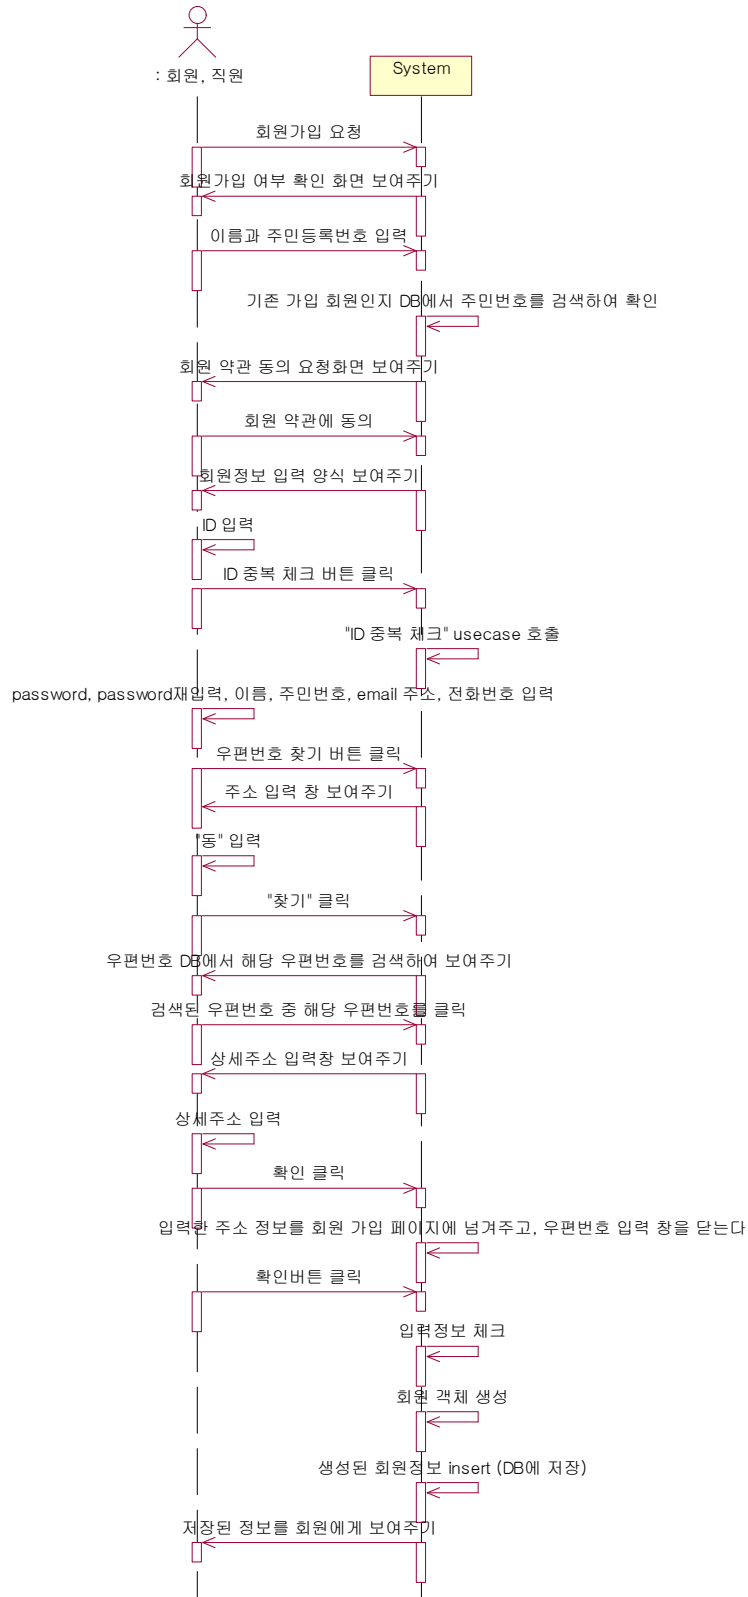 : 회원, 직원
System
회원가입 요청
회원가입 여부 확인 화면 보여주기
이름과 주민등록번호 입력
기존 가입 회원인지 DB에서 주민번호를 검색하여 확인
회원 약관 동의 요청화면 보여주기
회원 약관에 동의
회원정보 입력 양식 보여주기
ID 입력
ID 중복 체크 버튼 클릭
"ID 중복 체크" usecase 호출
password, password재입력, 이름, 주민번호, email 주소, 전화번호 입력
우편번호 찾기 버튼 클릭
주소 입력 창 보여주기
"동" 입력
"찾기" 클릭
우편번호 DB에서 해당 우편번호를 검색하여 보여주기
검색된 우편번호 중 해당 우편번호를 클릭
상세주소 입력창 보여주기
상세주소 입력
확인 클릭
입력한 주소 정보를 회원 가입 페이지에 넘겨주고, 우편번호 입력 창을 닫는다
확인버튼 클릭
입력정보 체크
회원 객체 생성
생성된 회원정보 insert (DB에 저장)
저장된 정보를 회원에게 보여주기